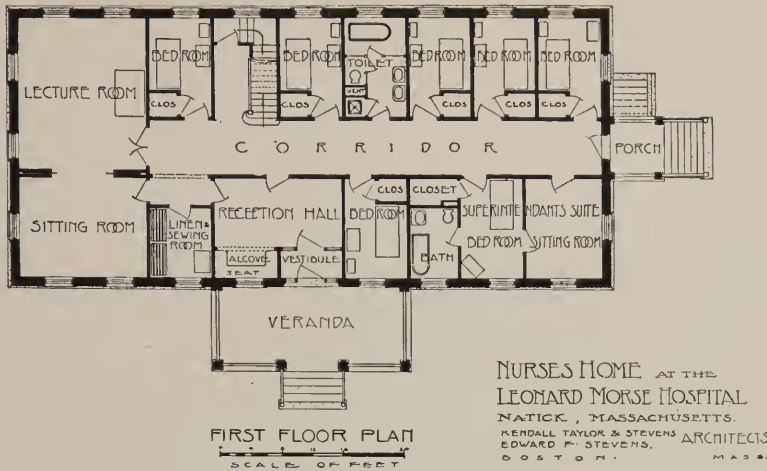 LECTURE ROOM
BED ROOM
CLOS
BED ROOM
CLOS
TOILET
VENT
BED ROOM
CLOS
BED ROOM
CLOS
BED ROOM
CLOS
CORRIDOR
PORCH
SITTING ROOM
LINEN &
SEWING
ROOM
RECEPTION HALL
ALCOVE
SEAT
VESTIBULE
BED ROOM
CLOS
CLOSET
BATH
SUPERINTENDANTS SUITE
BED ROOM
SITTING ROOM
VERANDA
FIRST FLOOR PLAN
SCALE OF FEET
NURSES HOME AT THE
LEONARD MORSE HOSPITAL
NATICK, MASSACHUSETTS.
KENDALL TAYLOR & STEVENS
EDWARD F. STEVENS,
ARCHITECTS
BOSTON. MASS.